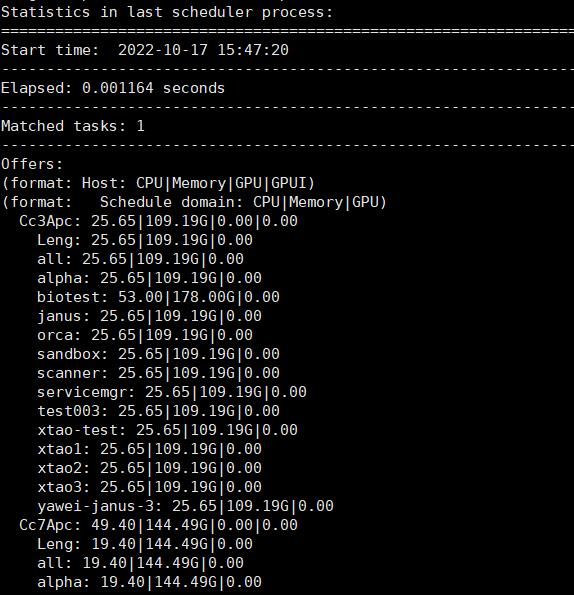 Statistics in last scheduler process:
================================================================
Start time:  2022-10-17 15:47:20
----------------------------------------------------------------
Elapsed: 0.001164 seconds
----------------------------------------------------------------
Matched tasks: 1
----------------------------------------------------------------
Offers:
(format: Host: CPU|Memory|GPU|GPUI)
(format:   Schedule domain: CPU|Memory|GPU)
  Cc3Apc: 25.65|109.19G|0.00|0.00
    Leng: 25.65|109.19G|0.00
    all: 25.65|109.19G|0.00
    alpha: 25.65|109.19G|0.00
    biotest: 53.00|178.00G|0.00
    janus: 25.65|109.19G|0.00
    orca: 25.65|109.19G|0.00
    sandbox: 25.65|109.19G|0.00
    scanner: 25.65|109.19G|0.00
    servicemgr: 25.65|109.19G|0.00
    test003: 25.65|109.19G|0.00
    xtao-test: 25.65|109.19G|0.00
    xtao1: 25.65|109.19G|0.00
    xtao2: 25.65|109.19G|0.00
    xtao3: 25.65|109.19G|0.00
    yawei-janus-3: 25.65|109.19G|0.00
  Cc7Apc: 49.40|144.49G|0.00|0.00
    Leng: 19.40|144.49G|0.00
    all: 19.40|144.49G|0.00
    alpha: 19.40|144.49G|0.00